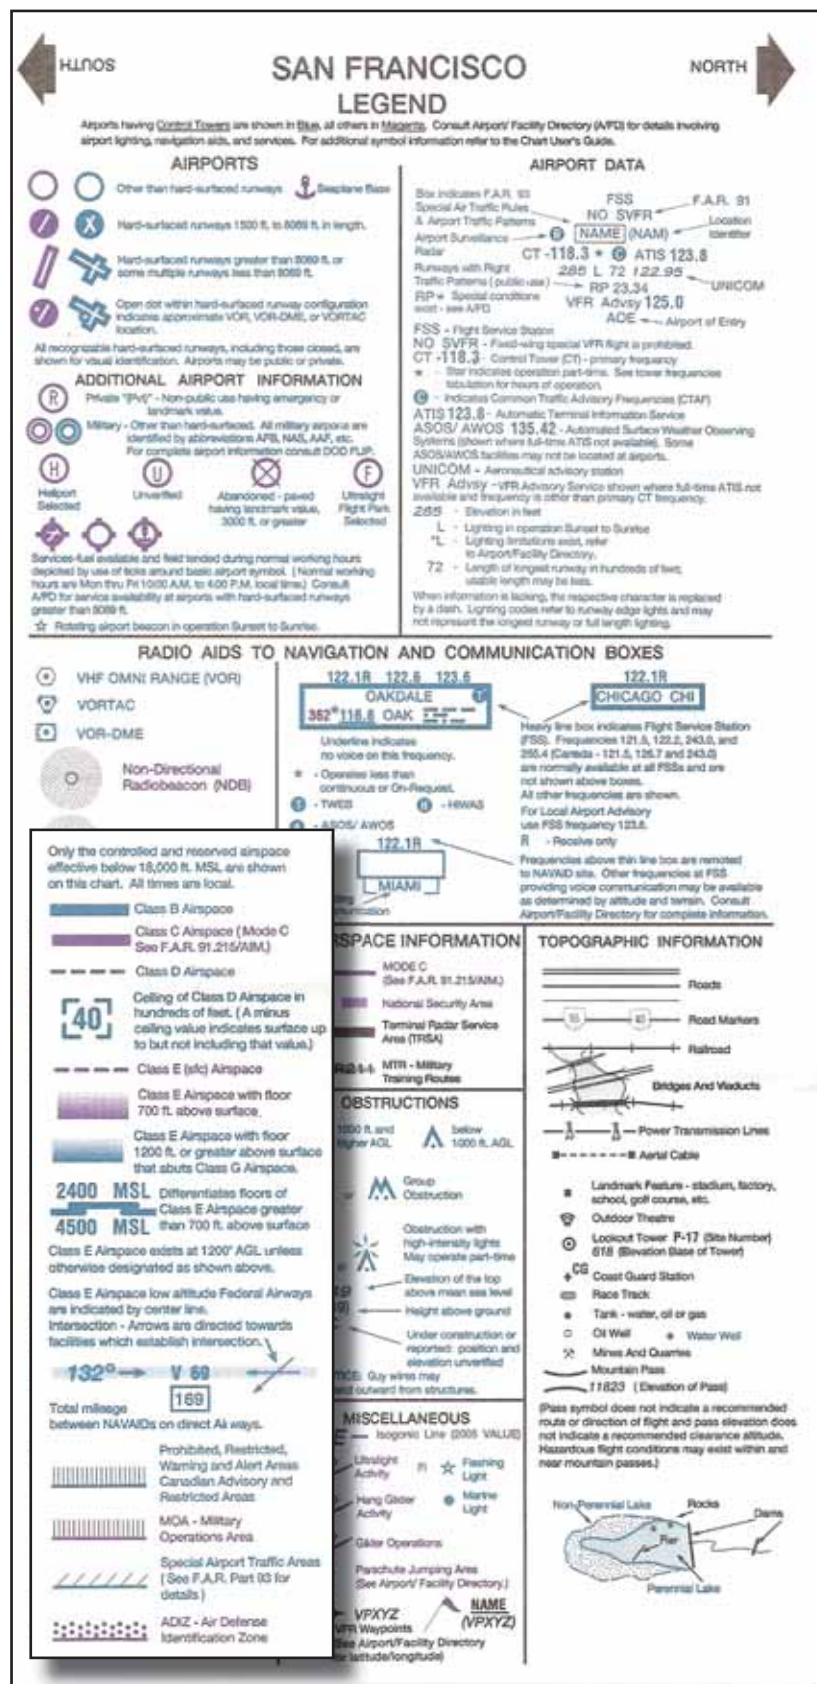 SOUTH
SAN FRANCISCO
NORTH
LEGEND
Airports having Control Towers are shown in Blue, all others in Magenta. Consult Airport/ Facility Directory (A/FD) for details involving
airport lighting, navigation aids, and services. For additional symbol information refer to the Chart User's Guide.
AIRPORTS
Other than hard-surfaced runways
Seaplane Base
Hard-surfaced runways 1500 ft. to 8069 ft. in length.
Hard-surfaced runways greater than 8069 ft. or
some multiple runways less than 8069 ft.
Open dot within hard-surfaced runway configuration
indicates approximate VOR, VOR-DME, or VORTAC
location.
All recognizable hard-surfaced runways, including those closed, are
shown for visual identification. Airports may be public or private.
ADDITIONAL AIRPORT INFORMATION
R
Private "(Pvt)" - Non-public use having emergency or
landmark value.
Military - Other than hard-surfaced. All military airports are
identified by abbreviations AFB, NAS, AAF, etc.
For complete airport information consult DOD FLIP.
H
U
F
Heliport
Selected
Unverified
Abandoned - paved
having landmark value,
3000 ft. or greater
Ultralight
Flight Park
Selected
Services-fuel available and field tended during normal working hours
depicted by use of ticks around basic airport symbol. (Normal working
hours are Mon thru Fri 10:00 A.M. to 4:00 P.M. local time.) Consult
A/FD for service availability at airports with hard-surfaced runways
greater than 8069 ft.
Rotating airport beacon in operation Sunset to Sunrise.
AIRPORT DATA
Box indicates F.A.R. 93
Special Air Traffic Rules
& Airport Traffic Patterns
FSS
F.A.R. 91
NO SVFR
Location
Identifier
Airport Surveillance
Radar
R
NAME (NAM)
CT - 118.3 * C ATIS 123.8
Runways with Right
Traffic Patterns (public use)
285 L 72 122.95
UNICOM
RP 23,34
RP* Special conditions
exist - see A/FD
VFR Advsy 125.0
AOE
Airport of Entry
FSS - Flight Service Station
NO SVFR - Fixed-wing special VFR flight is prohibited.
CT -118.3 - Control Tower (CT) - primary frequency
* - Star indicates operation part-time. See tower frequencies
tabulation for hours of operation.
C - Indicates Common Traffic Advisory Frequencies (CTAF)
ATIS 123.8 - Automatic Terminal Information Service
ASOS/ AWOS 135.42 - Automated Surface Weather Observing
Systems (shown where full-time ATIS not available). Some
ASOS/AWOS facilities may not be located at airports.
UNICOM - Aeronautical advisory station
VFR Advsy - VFR Advisory Service shown where full-time ATIS not
available and frequency is other than primary CT frequency.
285 - Elevation in feet
L - Lighting in operation Sunset to Sunrise
*L - Lighting limitations exist, refer
to Airport/Facility Directory.
72 - Length of longest runway in hundreds of feet;
usable length may be less.
When information is lacking, the respective character is replaced
by a dash. Lighting codes refer to runway edge lights and may
not represent the longest runway or full length lighting.
RADIO AIDS TO NAVIGATION AND COMMUNICATION BOXES
VHF OMNI RANGE (VOR)
VORTAC
VOR-DME
Non-Directional
Radiobeacon (NDB)
122.1R 122.6 123.6
OAKDALE
T
362* 116.8 OAK
Underline indicates
no voice on this frequency.
* - Operates less than
continuous or On-Request.
T - TWEB
H - HIWAS
A - ASOS/ AWOS
122.1R
MIAMI
122.1R
CHICAGO CHI
Heavy line box indicates Flight Service Station
(FSS). Frequencies 121.5, 122.2, 243.0, and
255.4 (Canada - 121.5, 126.7 and 243.0)
are normally available at all FSSs and are
not shown above boxes.
All other frequencies are shown.
For Local Airport Advisory
use FSS frequency 123.6.
R - Receive only
Frequencies above thin line box are remoted
to NAVAID site. Other frequencies at FSS
providing voice communication may be available
as determined by altitude and terrain. Consult
Airport/Facility Directory for complete information.
Only the controlled and reserved airspace
effective below 18,000 ft. MSL are shown
on this chart. All times are local.
Class B Airspace
Class C Airspace (Mode C
See F.A.R. 91.215/AIM.)
Class D Airspace
40
Ceiling of Class D Airspace in
hundreds of feet. (A minus
ceiling value indicates surface up
to but not including that value.)
Class E (sfc) Airspace
Class E Airspace with floor
700 ft. above surface.
Class E Airspace with floor
1200 ft. or greater above surface
that abuts Class G Airspace.
2400 MSL
4500 MSL
Differentiates floors of
Class E Airspace greater
than 700 ft. above surface
Class E Airspace exists at 1200' AGL unless
otherwise designated as shown above.
Class E Airspace low altitude Federal Airways
are indicated by center line.
Intersection - Arrows are directed towards
facilities which establish intersection.
132° V 69
169
Total mileage
between NAVAIDs on direct Airways.
Prohibited, Restricted,
Warning and Alert Areas
Canadian Advisory and
Restricted Areas
MOA - Military
Operations Area
Special Airport Traffic Areas
(See F.A.R. Part 93 for
details)
ADIZ - Air Defense
Identification Zone
RSPACE INFORMATION
MODE C
(See F.A.R. 91.215/AIM.)
National Security Area
Terminal Radar Service
Area (TRSA)
MTR - Military
Training Routes
OBSTRUCTIONS
1000 ft. and
higher AGL
below
1000 ft. AGL
Group
Obstruction
Obstruction with
high-intensity lights
May operate part-time
Elevation of the top
above mean sea level
Height above ground
Under construction or
reported: position and
elevation unverified
Guy wires may
outward from structures.
MISCELLANEOUS
Isogonic Line (2005 VALUE)
Ultralight
Activity
Flashing
Light
Hang Glider
Activity
Marine
Light
Glider Operations
Parachute Jumping Area
(See Airport/ Facility Directory.)
VPXYZ
VFR Waypoints
See Airport/Facility Directory
for latitude/longitude)
NAME
(VPXYZ)
TOPOGRAPHIC INFORMATION
Roads
Road Markers
Railroad
Bridges And Viaducts
Power Transmission Lines
Aerial Cable
Landmark Feature - stadium, factory,
school, golf course, etc.
Outdoor Theatre
Lookout Tower P-17 (Site Number)
618 (Elevation Base of Tower)
CG Coast Guard Station
Race Track
Tank - water, oil or gas
Oil Well
Water Well
Mines And Quarries
Mountain Pass
11823 (Elevation of Pass)
(Pass symbol does not indicate a recommended
route or direction of flight and pass elevation does
not indicate a recommended clearance altitude.
Hazardous flight conditions may exist within and
near mountain passes.)
Non-Perennial Lake
Rocks
Dams
Pier
Perennial Lake